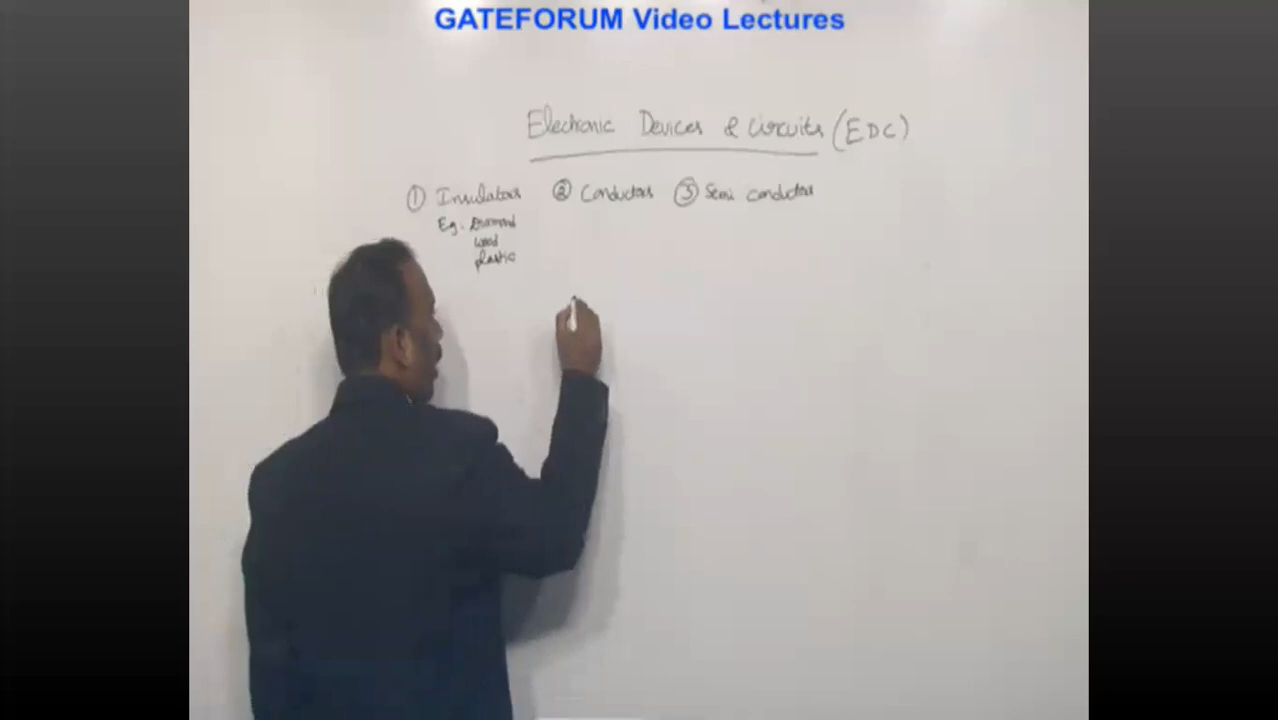 GATEFORUM Video Lectures
Electronic Devices & Circuits (EDC)
① Insulators ② Conductors ③ Semi conductors
Eg. Diamond
wood
plastic